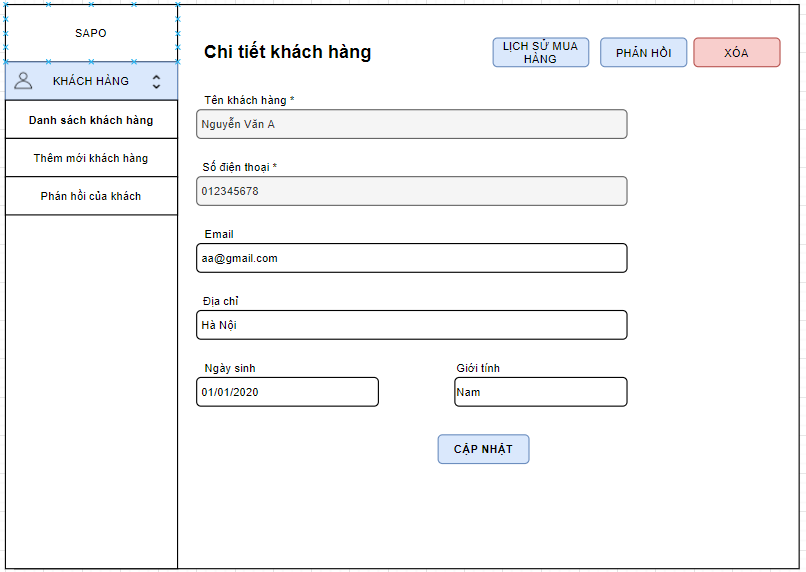 SAPO
KHÁCH HÀNG
Danh sách khách hàng
Thêm mới khách hàng
Phản hồi của khách
Chi tiết khách hàng
LỊCH SỬ MUA
HÀNG
PHẢN HỒI
XÓA
Tên khách hàng *
Nguyễn Văn A
Số điện thoại *
012345678
Email
aa@gmail.com
Địa chỉ
Hà Nội
Ngày sinh
Giới tính
01/01/2020
Nam
CẬP NHẬT